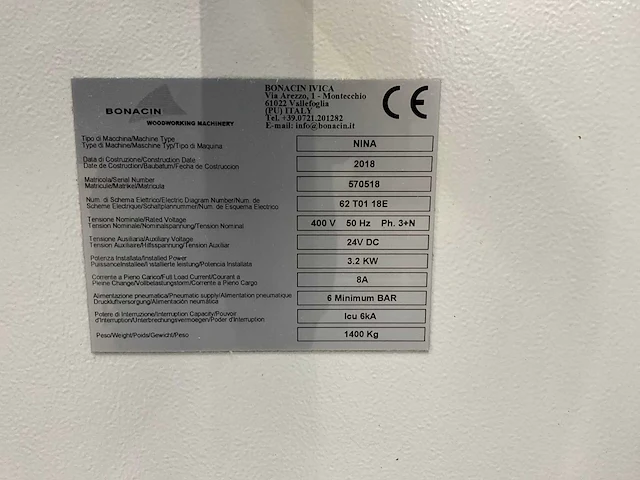 BONACIN
WOODWORKING MACHINERY
BONACIN IVICA
Via Arezzo, 1 - Montecchio
61022 Vallefoglia
(PU) ITALY
Tel. +39.0721.201282
E-mail: info@bonacin.it
CE
Tipo di Macchina/Machine Type
Type di Machine/Maschine Typ/Tipo de Maquina
NINA
Data di Costruzione/Construction Date
Date de Costruction/Baubatum/Fecha de Costruccion
2018
Matricola/Serial Number
Matricule/Matrikel/Matricula
570518
Num. di Schema Elettrico/Electric Diagram Number/Num. de
Scheme Electrique/Schaltplannummer/Num. de Esquema Electrico
62 T01 18E
Tensione Nominale/Rated Voltage
Tension Nominale/Nominalspannung/Tension Nominal
400 V 50 Hz Ph. 3+N
Tensione Ausiliaria/Auxiliary Voltage
Tension Auxiliaire/Hilfsspannung/Tension Auxiliar
24V DC
Potenza Installata/Installed Power
PuissanceInstallee/Installierte leistung/Potencia Instalada
3.2 KW
Corrente a Pieno Carico/Full Load Current/Courant a
Pleine Change/Vollbelastungstom/Corrente a Pieno Cargo
8A
Alimentazione pneumatica/Pneumatic supply/Alimentation pneumatique
Druckluftversorgung/Alimentación neumática
6 Minimum BAR
Potere di Interruzione/Interruption Capacity/Pouvoir
d'Interruption/Unterbrechungsvermoegen/Poder d'Interruption
Icu 6kA
Peso/Weight/Poids/Gewicht/Peso
1400 Kg